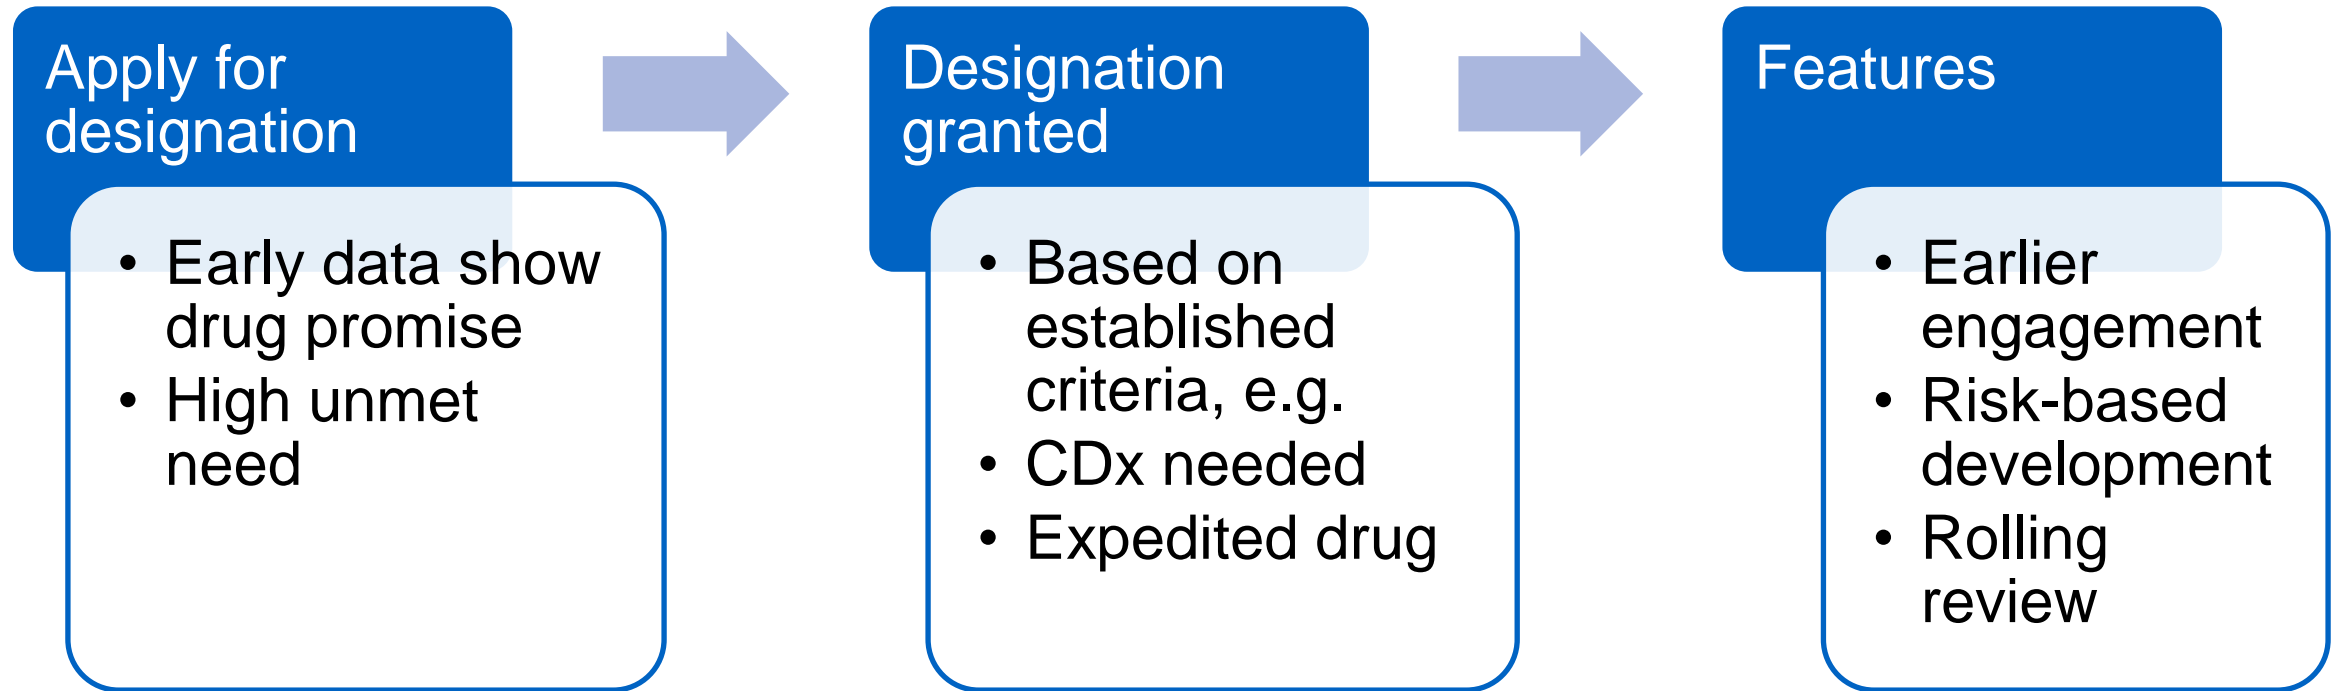 Apply for
designation
• Early data show
drug promise
• High unmet
need
Designation
granted
• Based on
established
criteria, e.g.
• CDx needed
• Expedited drug
Features
• Earlier
engagement
• Risk-based
development
• Rolling
review